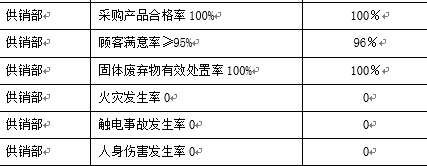 供销部 采购产品合格率 100% 100%
供销部 顾客满意率≥95% 96%
供销部 固体废弃物有效处置率 100% 100%
供销部 火灾发生率 0 0
供销部 触电事故发生率 0 0
供销部 人身伤害发生率 0 0